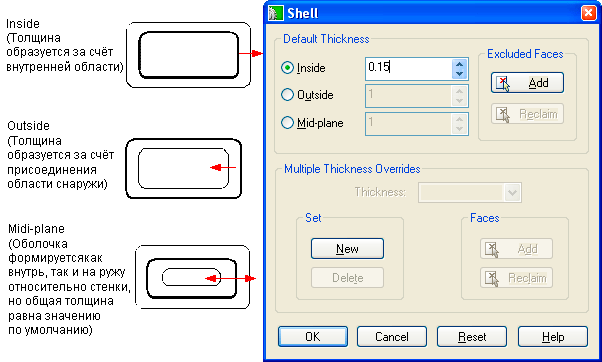 Inside
(Толщина
образуется за счёт
внутренней области)
Outside
(Толщина
образуется за счёт
присоединения
области снаружи)
Midi-plane
(Оболочка
формируетсякак
внутрь, так и на ружу
относительно стенки,
но общая толщина
равна значению
по умолчанию)
Shell
Default Thickness
Inside
0.15
Outside
1
Mid-plane
1
Excluded Faces
Add
Reclaim
Multiple Thickness Overrides
Thickness:
Set
New
Delete
Faces
Add
Reclaim
OK
Cancel
Reset
Help